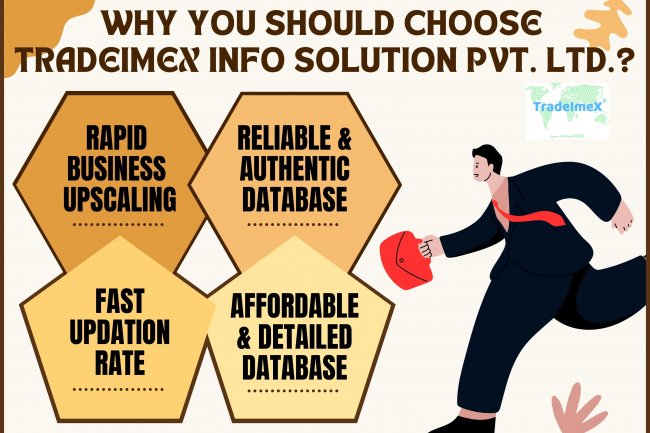 WHY YOU SHOULD CHOOSE
TRADEIMEX INFO SOLUTION PVT. LTD.?
TradeImeX®
RAPID
BUSINESS
UPSCALING
RELIABLE &
AUTHENTIC
DATABASE
FAST
UPDATION
RATE
AFFORDABLE
& DETAILED
DATABASE